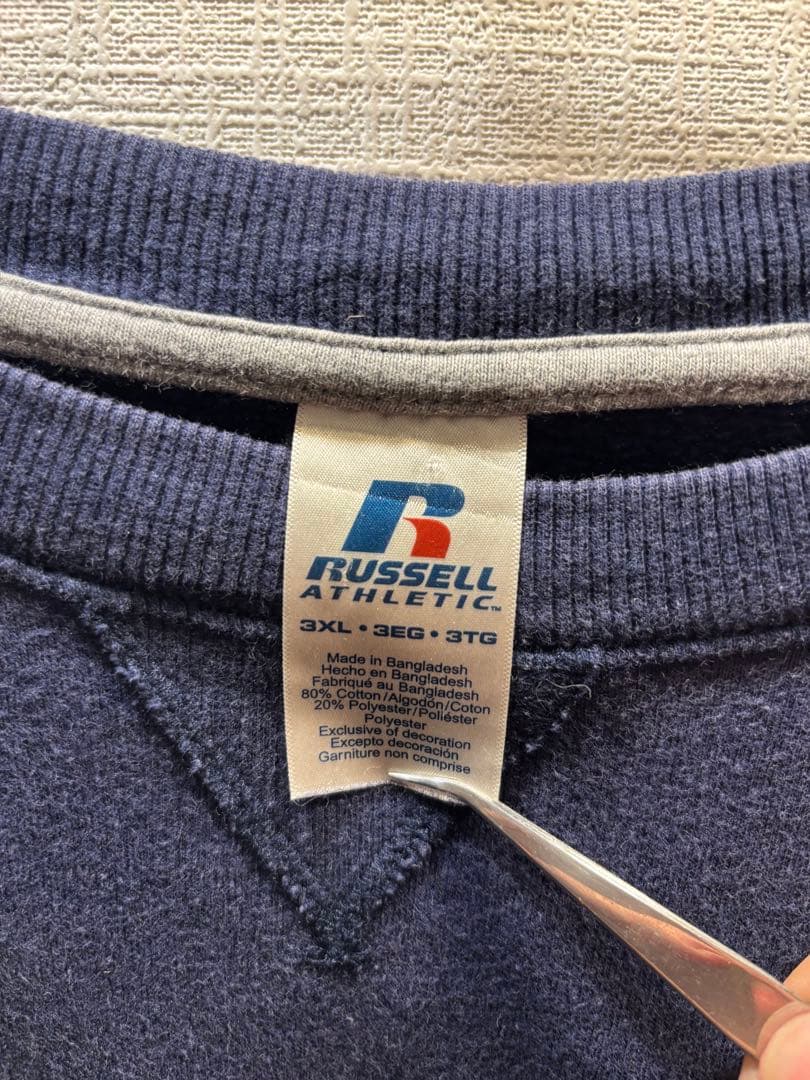 R
RUSSELL
ATHLETIC™
3XL • 3EG • 3TG
Made in Bangladesh
Hecho en Bangladesh
Fabriqué au Bangladesh
80% Cotton/Algodón/Coton
20% Polyester/Poliéster
Polyester
Exclusive of decoration
Excepto decoración
Garniture non comprise